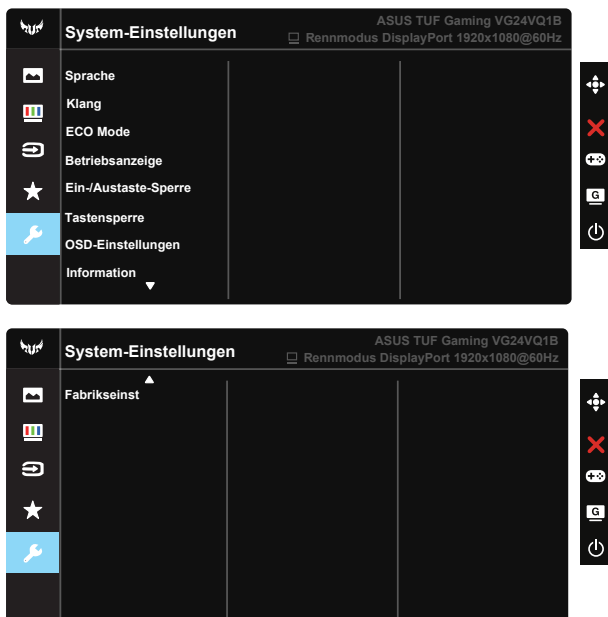 System-Einstellungen
ASUS TUF Gaming VG24VQ1B
Rennmodus DisplayPort 1920x1080@60Hz
Sprache
Klang
ECO Mode
Betriebsanzeige
Ein-/Austaste-Sperre
Tastensperre
OSD-Einstellungen
Information
G
System-Einstellungen
ASUS TUF Gaming VG24VQ1B
Rennmodus DisplayPort 1920x1080@60Hz
Fabrikseinst
G